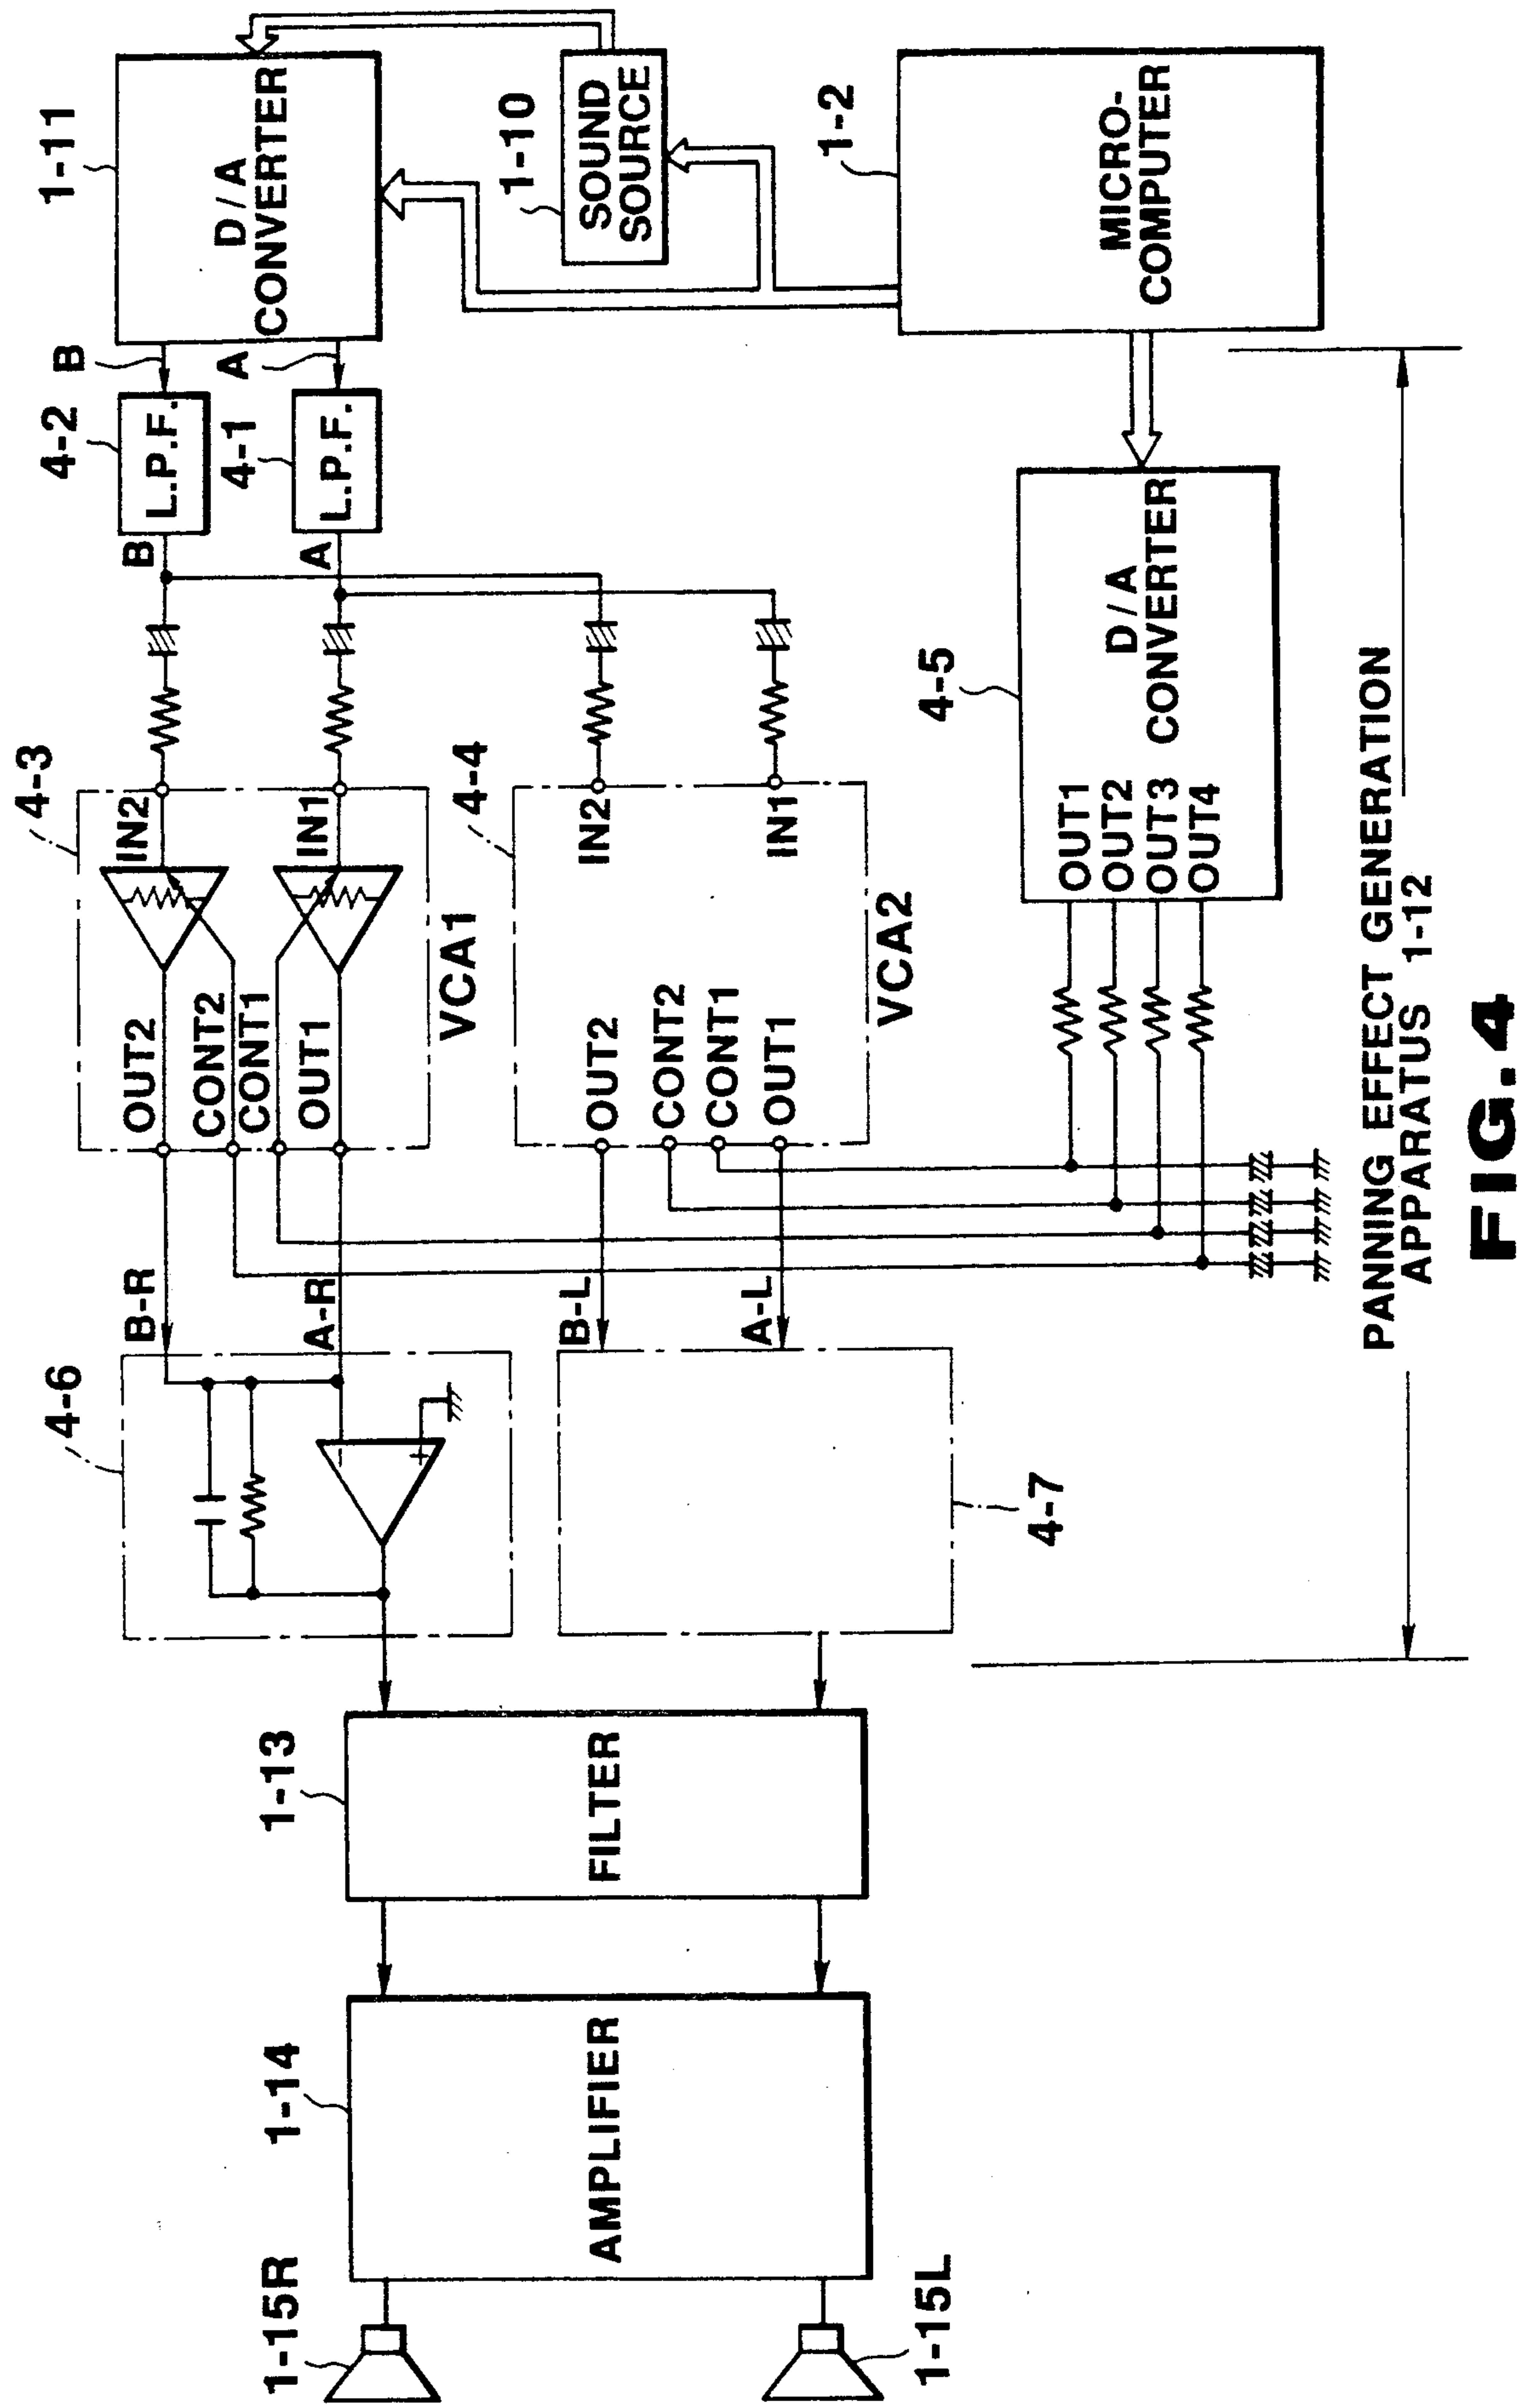 1-11
D/A
CONVERTER
1-10
SOUND
SOURCE
1-2
MICRO-
COMPUTER
B
A
4-2
L.P.F.
4-1
L.P.F.
B
A
4-3
IN2
IN1
OUT2
CONT2
CONT1
OUT1
VCA1
4-4
IN2
IN1
OUT2
CONT2
CONT1
OUT1
VCA2
4-5
D/A
CONVERTER
OUT1
OUT2
OUT3
OUT4
B-R
A-R
B-L
A-L
4-6
-
+
4-7
PANNING EFFECT GENERATION
APPARATUS 1-12
1-13
FILTER
1-14
AMPLIFIER
1-15R
1-15L
FIG.4